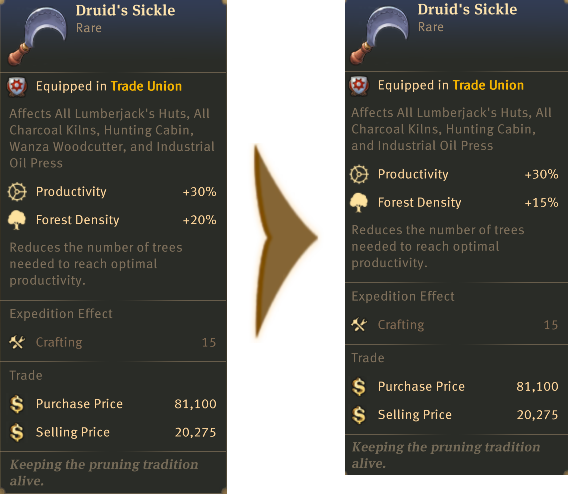 Druid's Sickle
Rare
Equipped in Trade Union
Affects All Lumberjack's Huts, All
Charcoal Kilns, Hunting Cabin,
Wanza Woodcutter, and Industrial
Oil Press
Productivity +30%
Forest Density +20%
Reduces the number of trees
needed to reach optimal
productivity.
Expedition Effect
Crafting 15
Trade
Purchase Price 81,100
Selling Price 20,275
Keeping the pruning tradition
alive.
Druid's Sickle
Rare
Equipped in Trade Union
Affects All Lumberjack's Huts, All
Charcoal Kilns, Hunting Cabin,
and Industrial Oil Press
Productivity +30%
Forest Density +15%
Reduces the number of trees
needed to reach optimal
productivity.
Expedition Effect
Crafting 15
Trade
Purchase Price 81,100
Selling Price 20,275
Keeping the pruning tradition
alive.